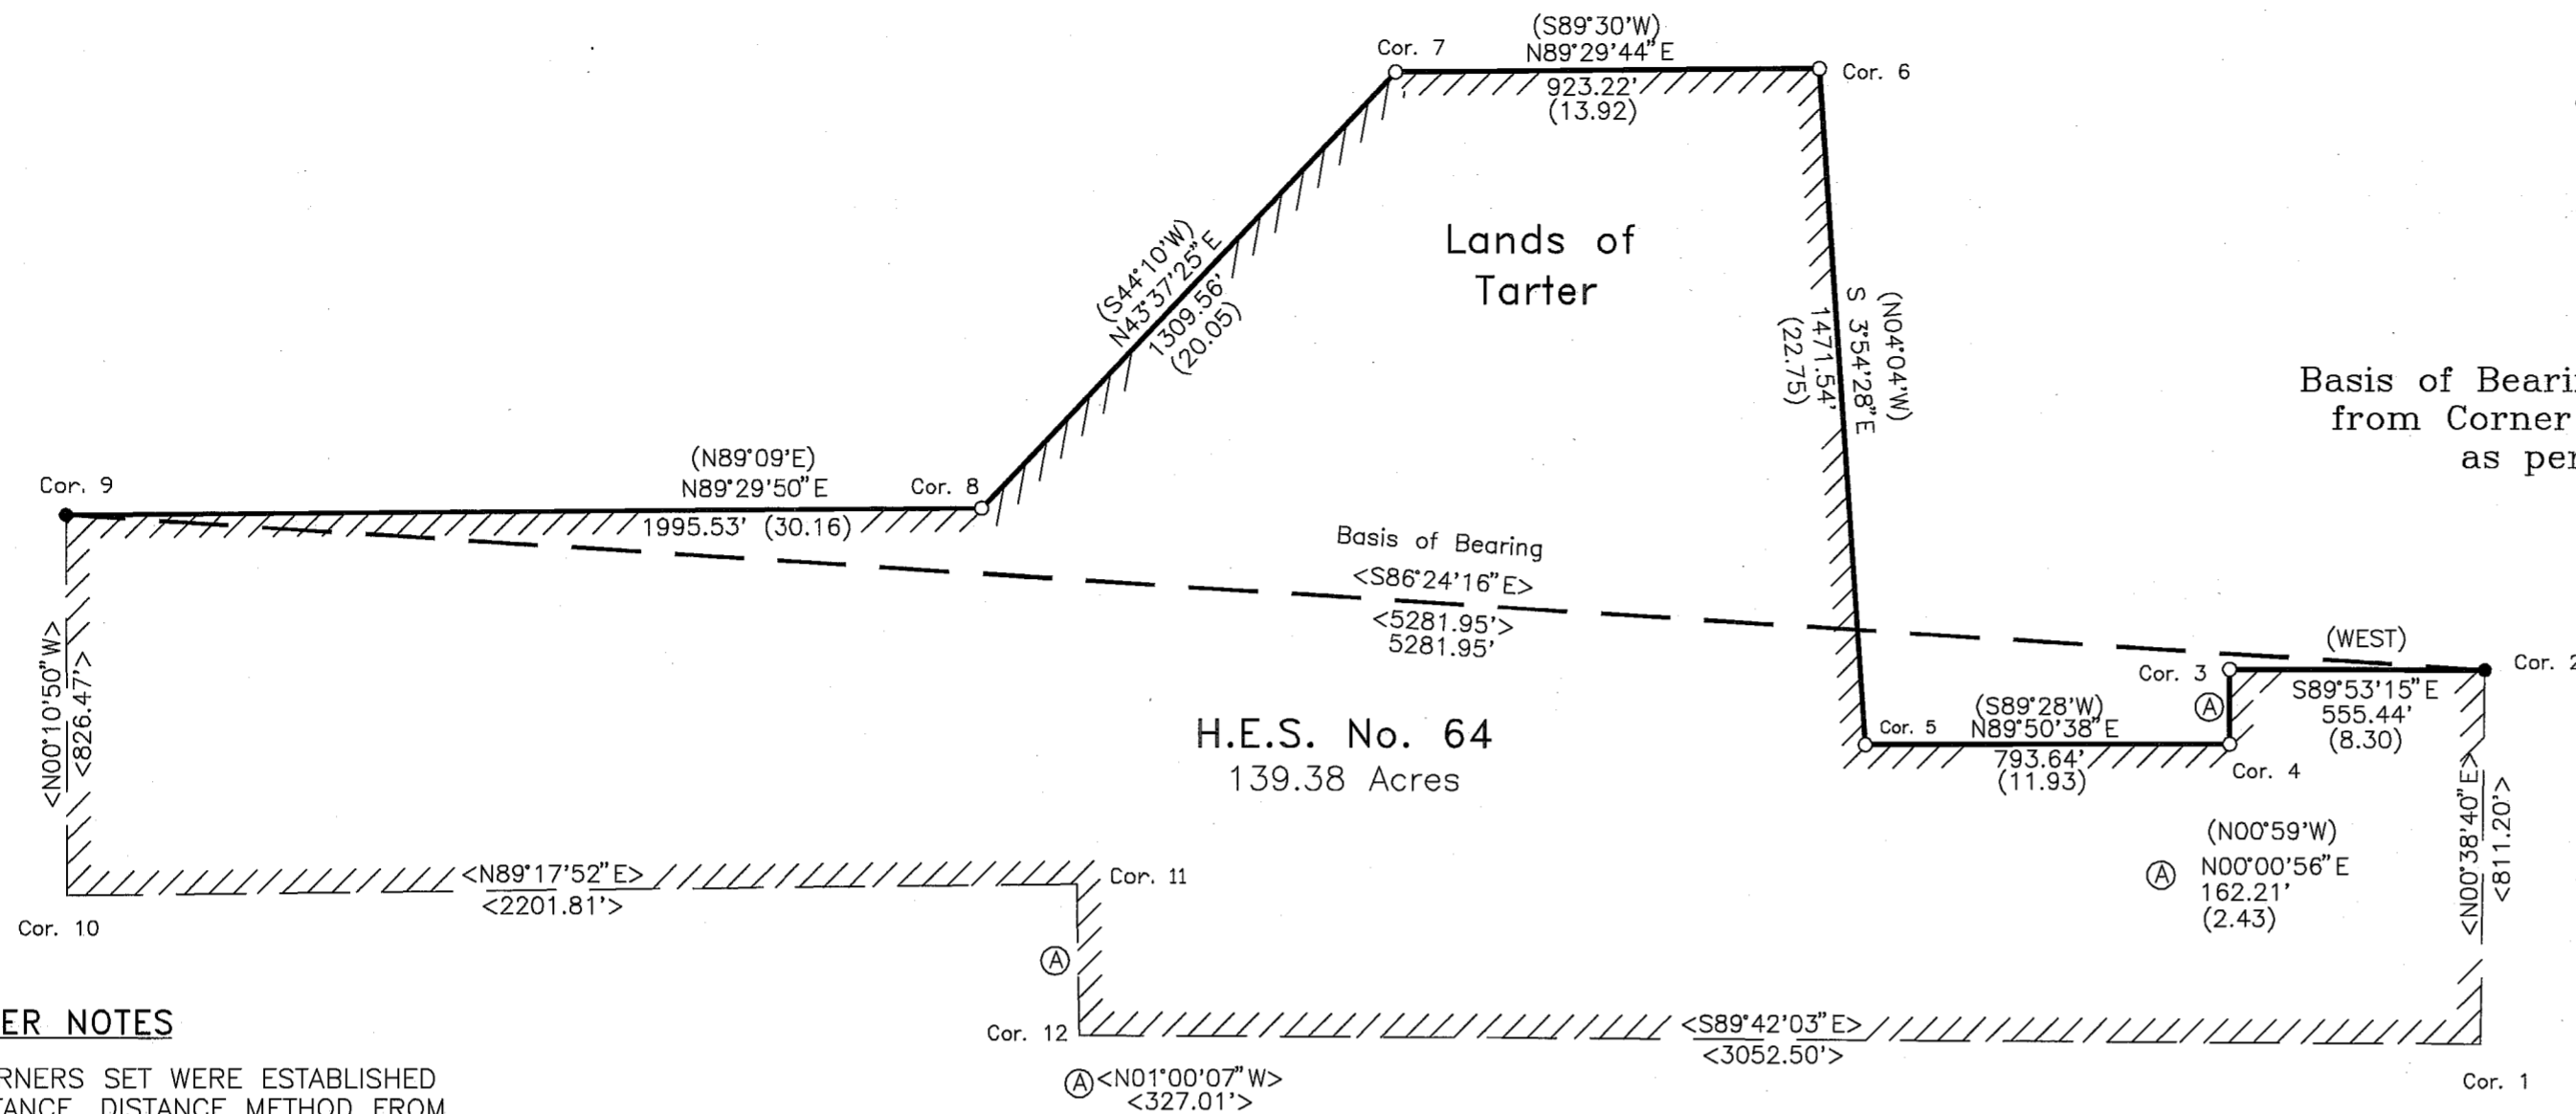 (S89°30'W)
N89°29'44"E
923.22'
(13.92)
Cor. 7
Cor. 6
Lands of
Tarter
(S44°10'W)
N43°37'25"E
1309.56'
(20.05)
(N04°04'W)
S 3°54'28"E
1471.54'
(22.75)
Basis of Beari
from Corner
as per
Cor. 9
(N89°09'E)
N89°29'50"E
1995.53' (30.16)
Cor. 8
Basis of Bearing
<S86°24'16"E>
<5281.95'>
5281.95'
(WEST)
Cor. 2
Cor. 3
S89°53'15"E
555.44'
(8.30)
A
(S89°28'W)
N89°50'38"E
793.64'
(11.93)
Cor. 5
Cor. 4
<N00°10'50"W>
<826.47'>
H.E.S. No. 64
139.38 Acres
<N00°38'40"E>
<811.20'>
(N00°59'W)
A N00°00'56"E
162.21'
(2.43)
<N89°17'52"E>
<2201.81'>
Cor. 11
Cor. 10
A
Cor. 12
<S89°42'03"E>
<3052.50'>
Cor. 1
A <N01°00'07"W>
<327.01'>
ER NOTES
RNERS SET WERE ESTABLISHED
TANCE DISTANCE METHOD FROM